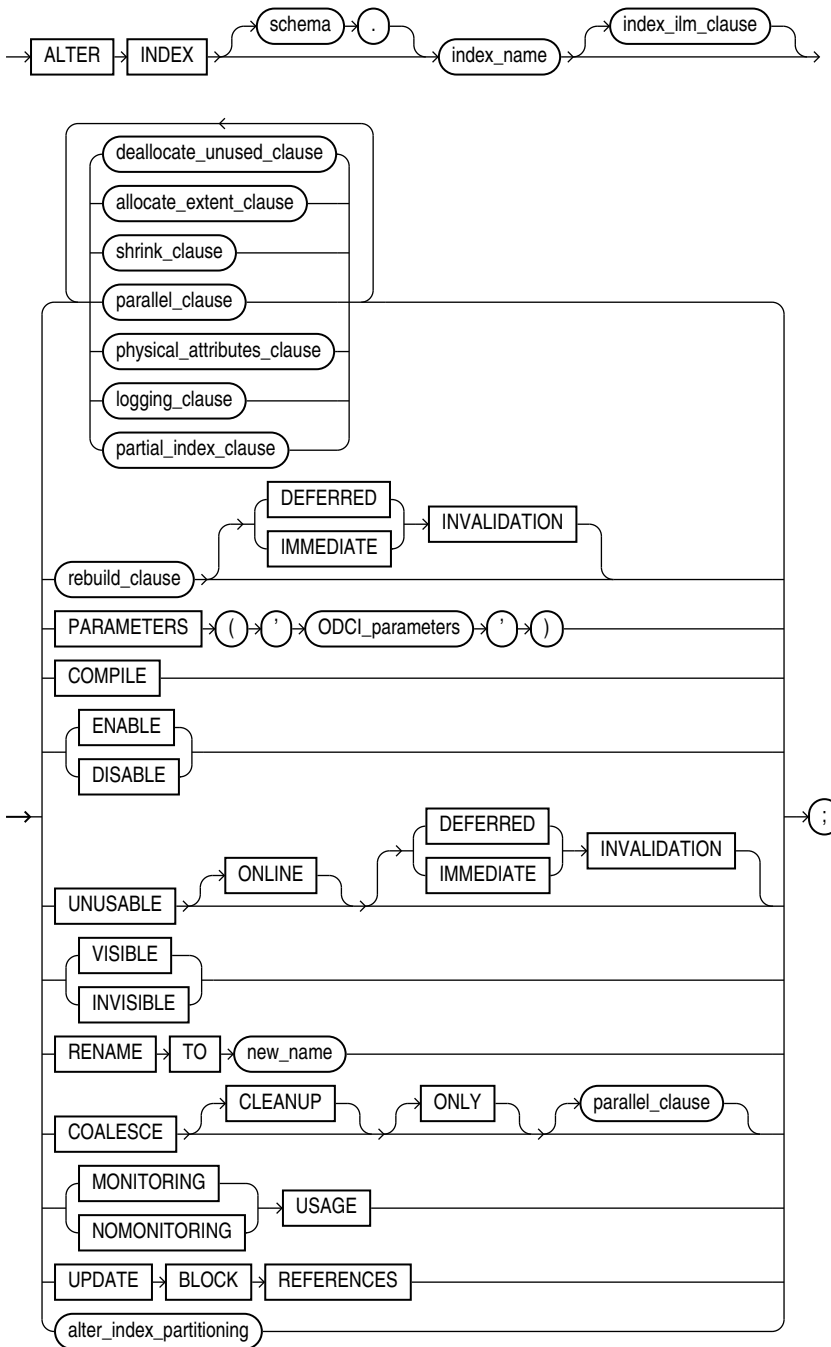 ALTER INDEX schema . index_name index_ilm_clause
deallocate_unused_clause
allocate_extent_clause
shrink_clause
parallel_clause
physical_attributes_clause
logging_clause
partial_index_clause
rebuild_clause DEFERRED IMMEDIATE INVALIDATION
PARAMETERS ( ' ODCI_parameters ' )
COMPILE
ENABLE
DISABLE
UNUSABLE ONLINE DEFERRED IMMEDIATE INVALIDATION
;
VISIBLE
INVISIBLE
RENAME TO new_name
COALESCE CLEANUP ONLY parallel_clause
MONITORING
NOMONITORING
USAGE
UPDATE BLOCK REFERENCES
alter_index_partitioning